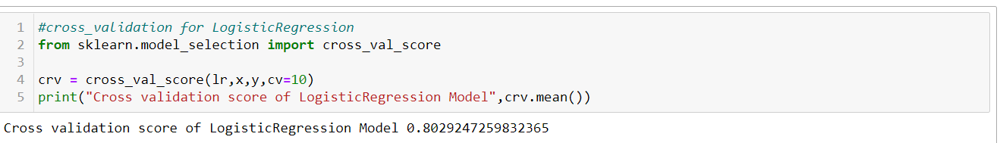 1 #cross_validation for LogisticRegression
2 from sklearn.model_selection import cross_val_score
3
4 crv = cross_val_score(lr,x,y,cv=10)
5 print("Cross validation score of LogisticRegression Model",crv.mean())
Cross validation score of LogisticRegression Model 0.8029247259832365